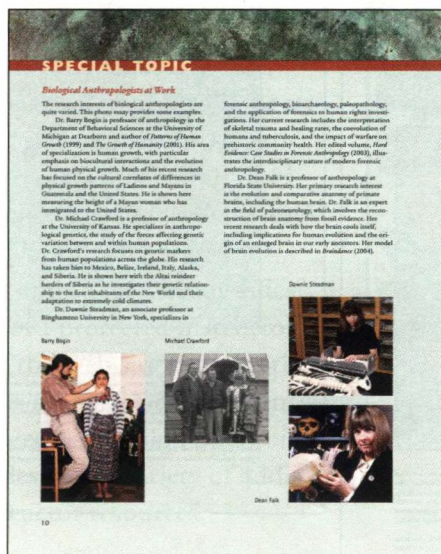 SPECIAL TOPIC
Biological Anthropologists at Work
The research interests of biological anthropologists are
quite varied. This photo essay provides some examples.
Dr. Barry Bogin is professor of anthropology in the
Department of Behavioral Sciences at the University of
Michigan at Dearborn and author of Patterns of Human
Growth (1999) and The Growth of Humanity (2001). His area
of specialization is human growth, with particular
emphasis on biocultural interactions and the evolution
of human physical growth. Much of his recent research
has focused on the cultural correlates of differences in
physical growth patterns of Ladinos and Mayans in
Guatemala and the United States. He is shown here
measuring the height of a Mayan woman who has
immigrated to the United States.
Dr. Michael Crawford is a professor of anthropology
at the University of Kansas. He specializes in anthropo-
logical genetics, the study of the forces affecting genetic
variation between and within human populations.
Dr. Crawford's research focuses on genetic markers
from human populations across the globe. His research
has taken him to Mexico, Belize, Ireland, Italy, Alaska,
and Siberia. He is shown here with the Altai reindeer
herders of Siberia as he investigates their genetic relation-
ship to the first inhabitants of the New World and their
adaptation to extremely cold climates.
Dr. Dawnie Steadman, an associate professor at
Binghamton University in New York, specializes in
forensic anthropology, bioarchaeology, paleopathology,
and the application of forensics to human rights investi-
gations. Her current research includes the interpretation
of skeletal trauma and healing rates, the coevolution of
humans and tuberculosis, and the impact of warfare on
prehistoric community health. Her edited volume, Hard
Evidence: Case Studies in Forensic Anthropology (2003), illus-
trates the interdisciplinary nature of modern forensic
anthropology.
Dr. Dean Falk is a professor of anthropology at
Florida State University. Her primary research interest
is the evolution and comparative anatomy of primate
brains, including the human brain. Dr. Falk is an expert
in the field of paleoneurology, which involves the recon-
struction of brain anatomy from fossil evidence. Her
recent research deals with how the brain cools itself,
including implications for human evolution and the ori-
gin of an enlarged brain in our early ancestors. Her model
of brain evolution is described in Braindance (2004).
Dawnie Steadman
Barry Bogin
Michael Crawford
Dean Falk
10